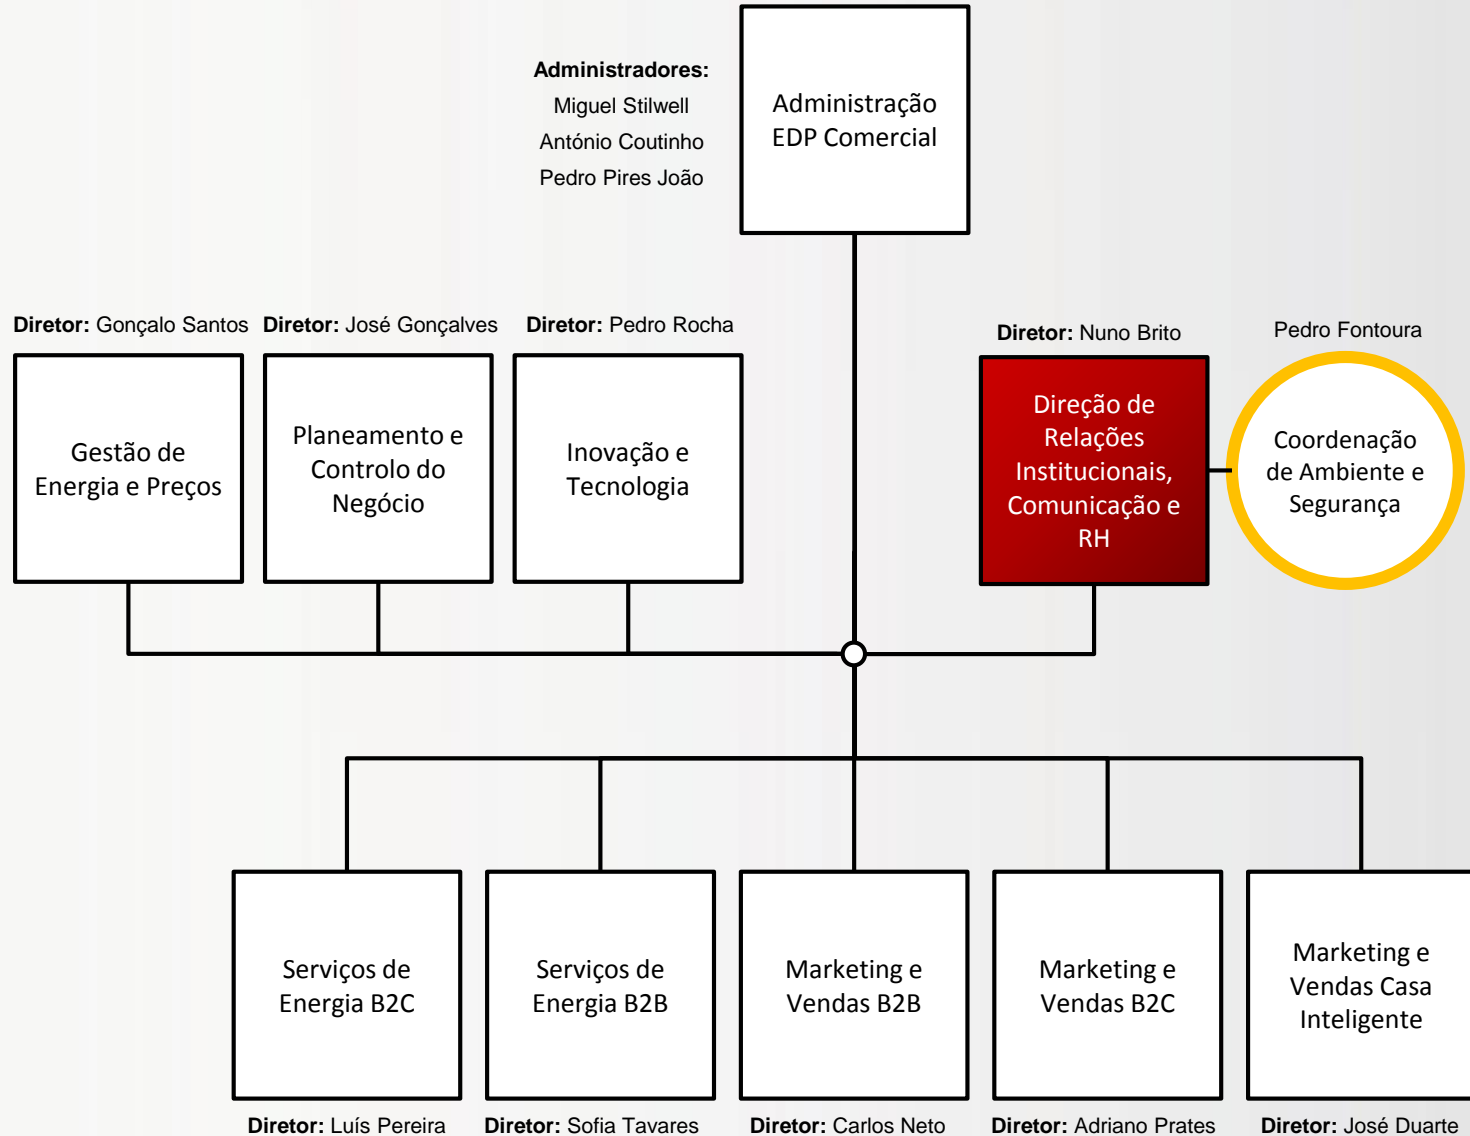 Administradores:
Miguel Stilwell
António Coutinho
Pedro Pires João
Administração
EDP Comercial
Diretor: Gonçalo Santos
Gestão de
Energia e Preços
Diretor: José Gonçalves
Planeamento e
Controlo do
Negócio
Diretor: Pedro Rocha
Inovação e
Tecnologia
Diretor: Nuno Brito
Direção de
Relações
Institucionais,
Comunicação e
RH
Pedro Fontoura
Coordenação
de Ambiente e
Segurança
Serviços de
Energia B2C
Diretor: Luís Pereira
Serviços de
Energia B2B
Diretor: Sofia Tavares
Marketing e
Vendas B2B
Diretor: Carlos Neto
Marketing e
Vendas B2C
Diretor: Adriano Prates
Marketing e
Vendas Casa
Inteligente
Diretor: José Duarte